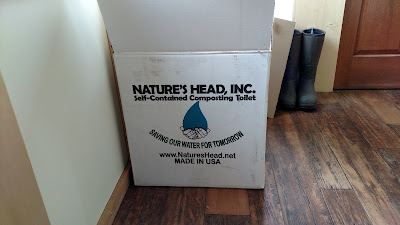 NATURE'S HEAD, INC.
Self-Contained Composting Toilet
SAVING OUR WATER FOR TOMORROW
www.NaturesHead.net
MADE IN USA